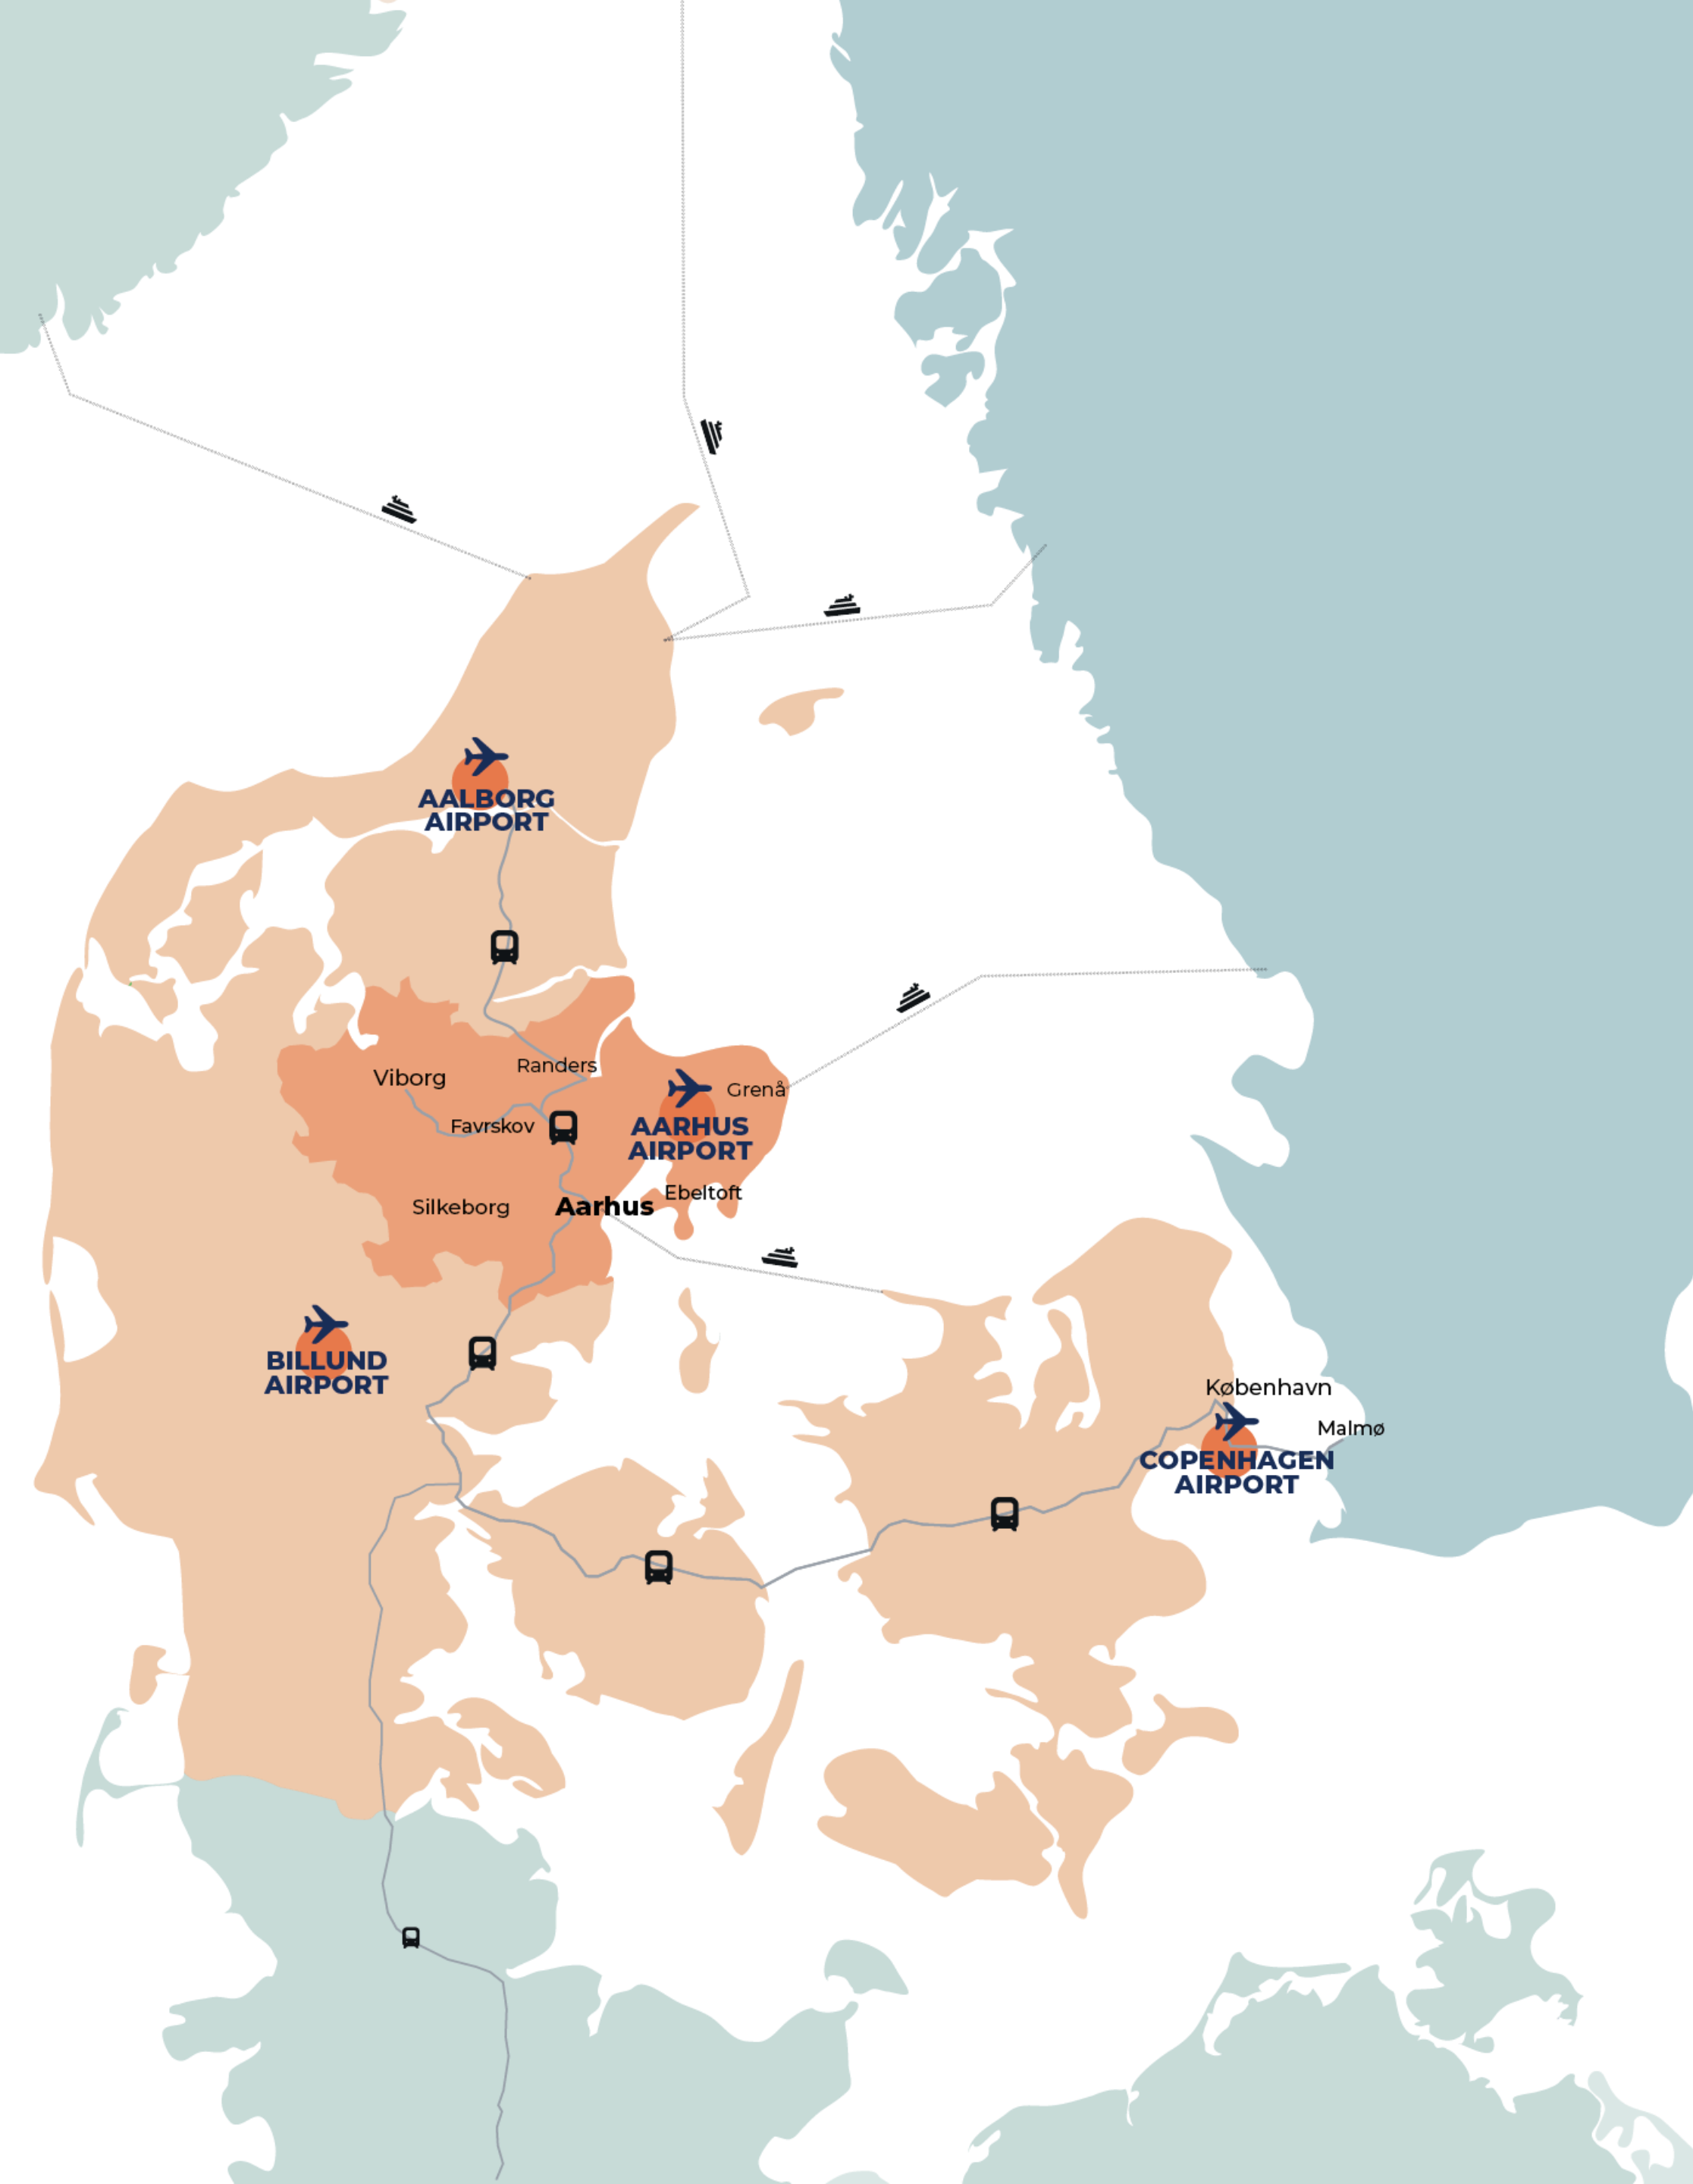 AALBORG
AIRPORT
Randers
Viborg
Grenå
Favrskov
AARHUS
AIRPORT
Ebeltoft
Silkeborg
Aarhus
BILLUND
AIRPORT
København
Malmø
COPENHAGEN
AIRPORT